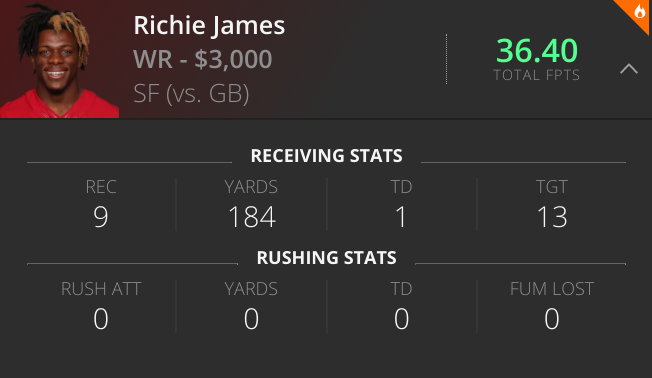 Richie James
WR - $3,000
SF (vs. GB)
36.40
TOTAL FPTS
RECEIVING STATS
REC YARDS TD TGT
9 184 1 13
RUSHING STATS
RUSH ATT YARDS TD FUM LOST
0 0 0 0